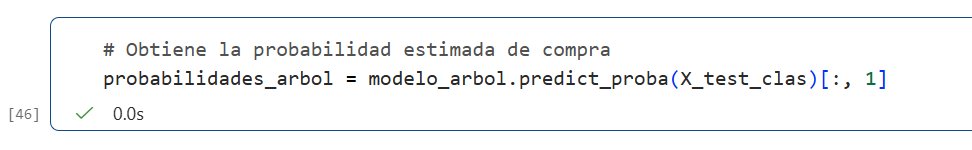 # Obtiene la probabilidad estimada de compra
probabilidades_arbol = modelo_arbol.predict_proba(X_test_clas)[:, 1]
[46] 0.0s